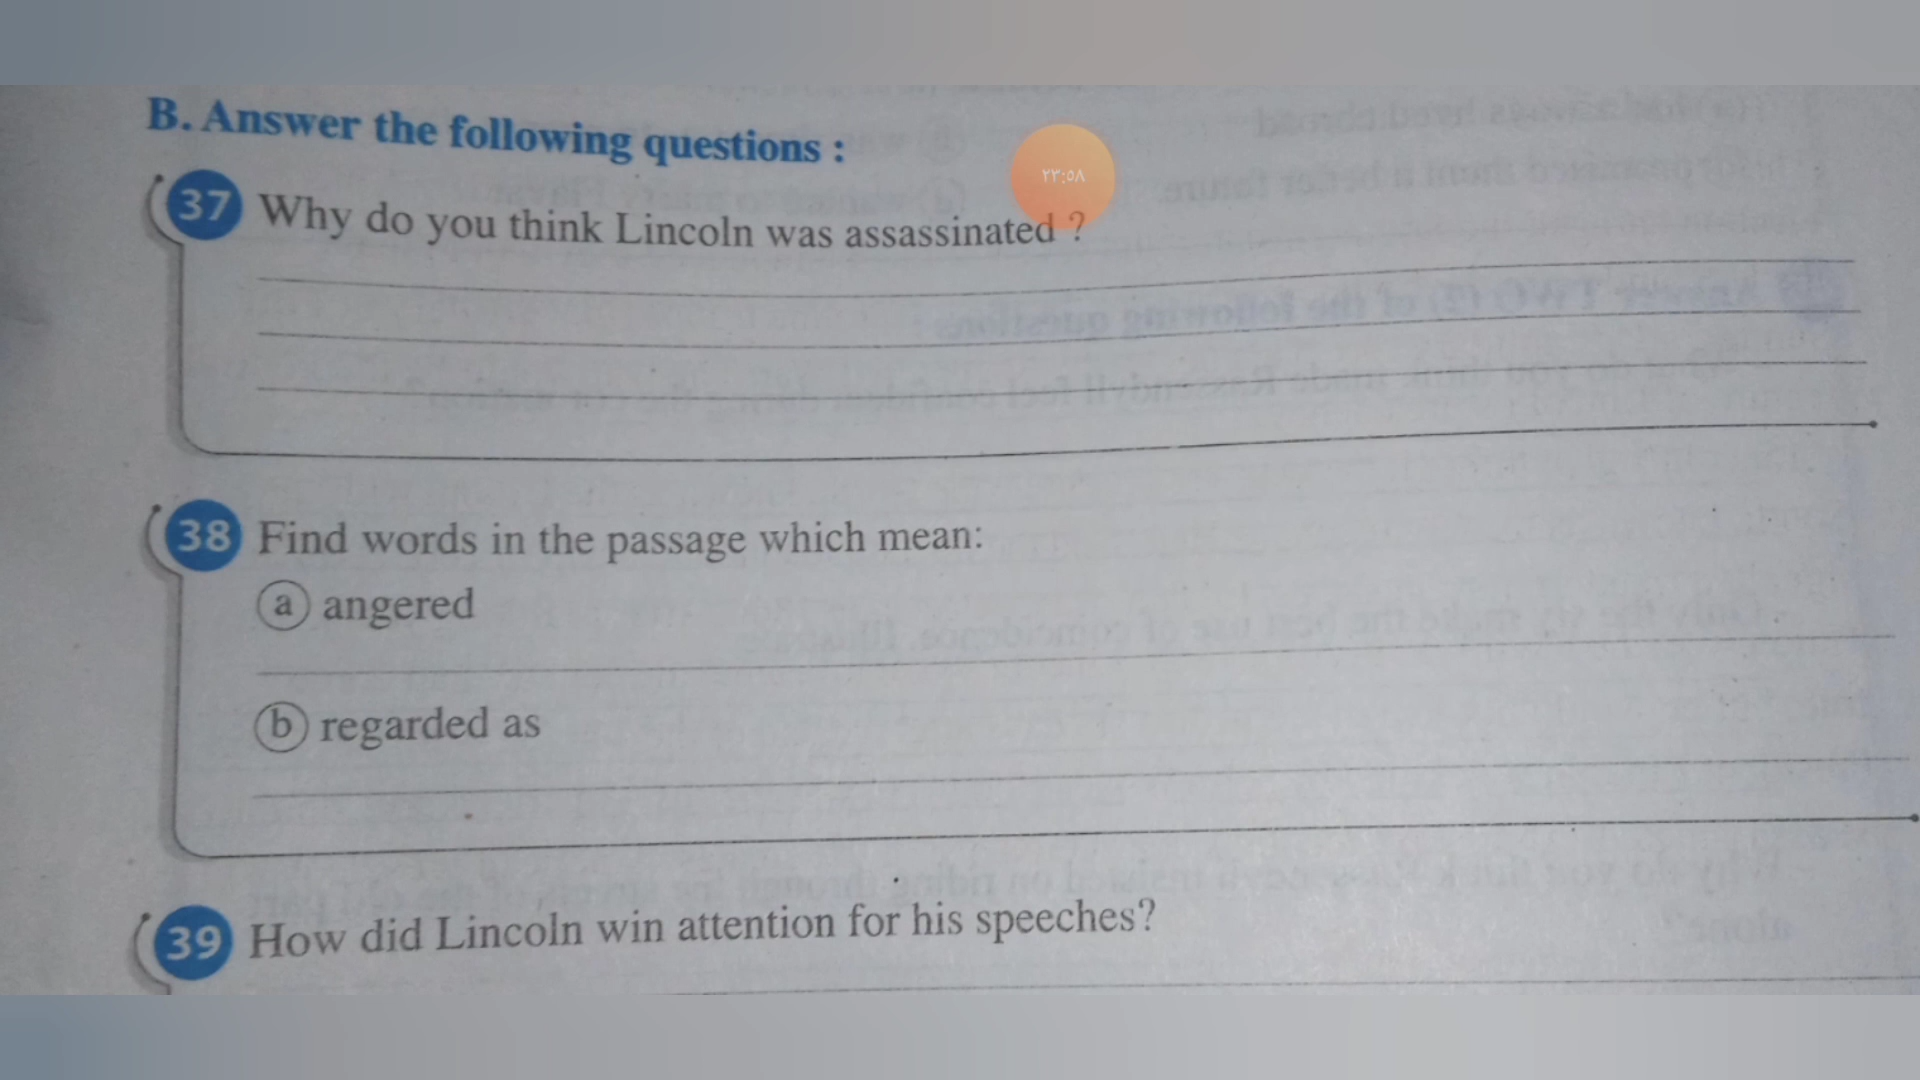 B. Answer the following questions :
37 Why do you think Lincoln was assassinated ?
٢٣:٥٨
38 Find words in the passage which mean:
a angered
b regarded as
39 How did Lincoln win attention for his speeches?